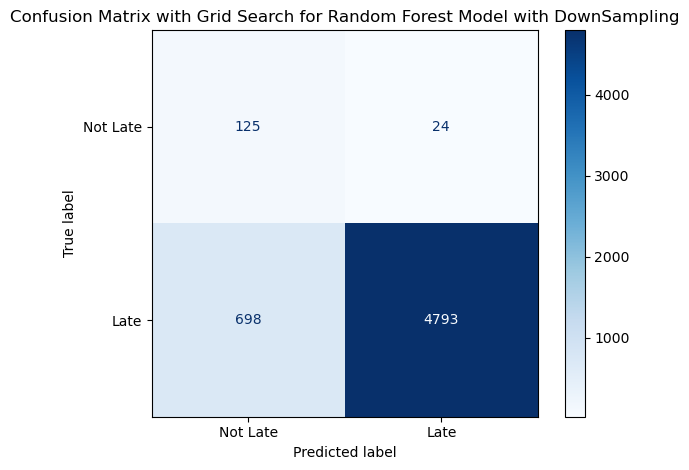 Confusion Matrix with Grid Search for Random Forest Model with DownSampling
Not Late
125
24
Late
698
4793
True label
Not Late
Late
Predicted label
4000
3000
2000
1000